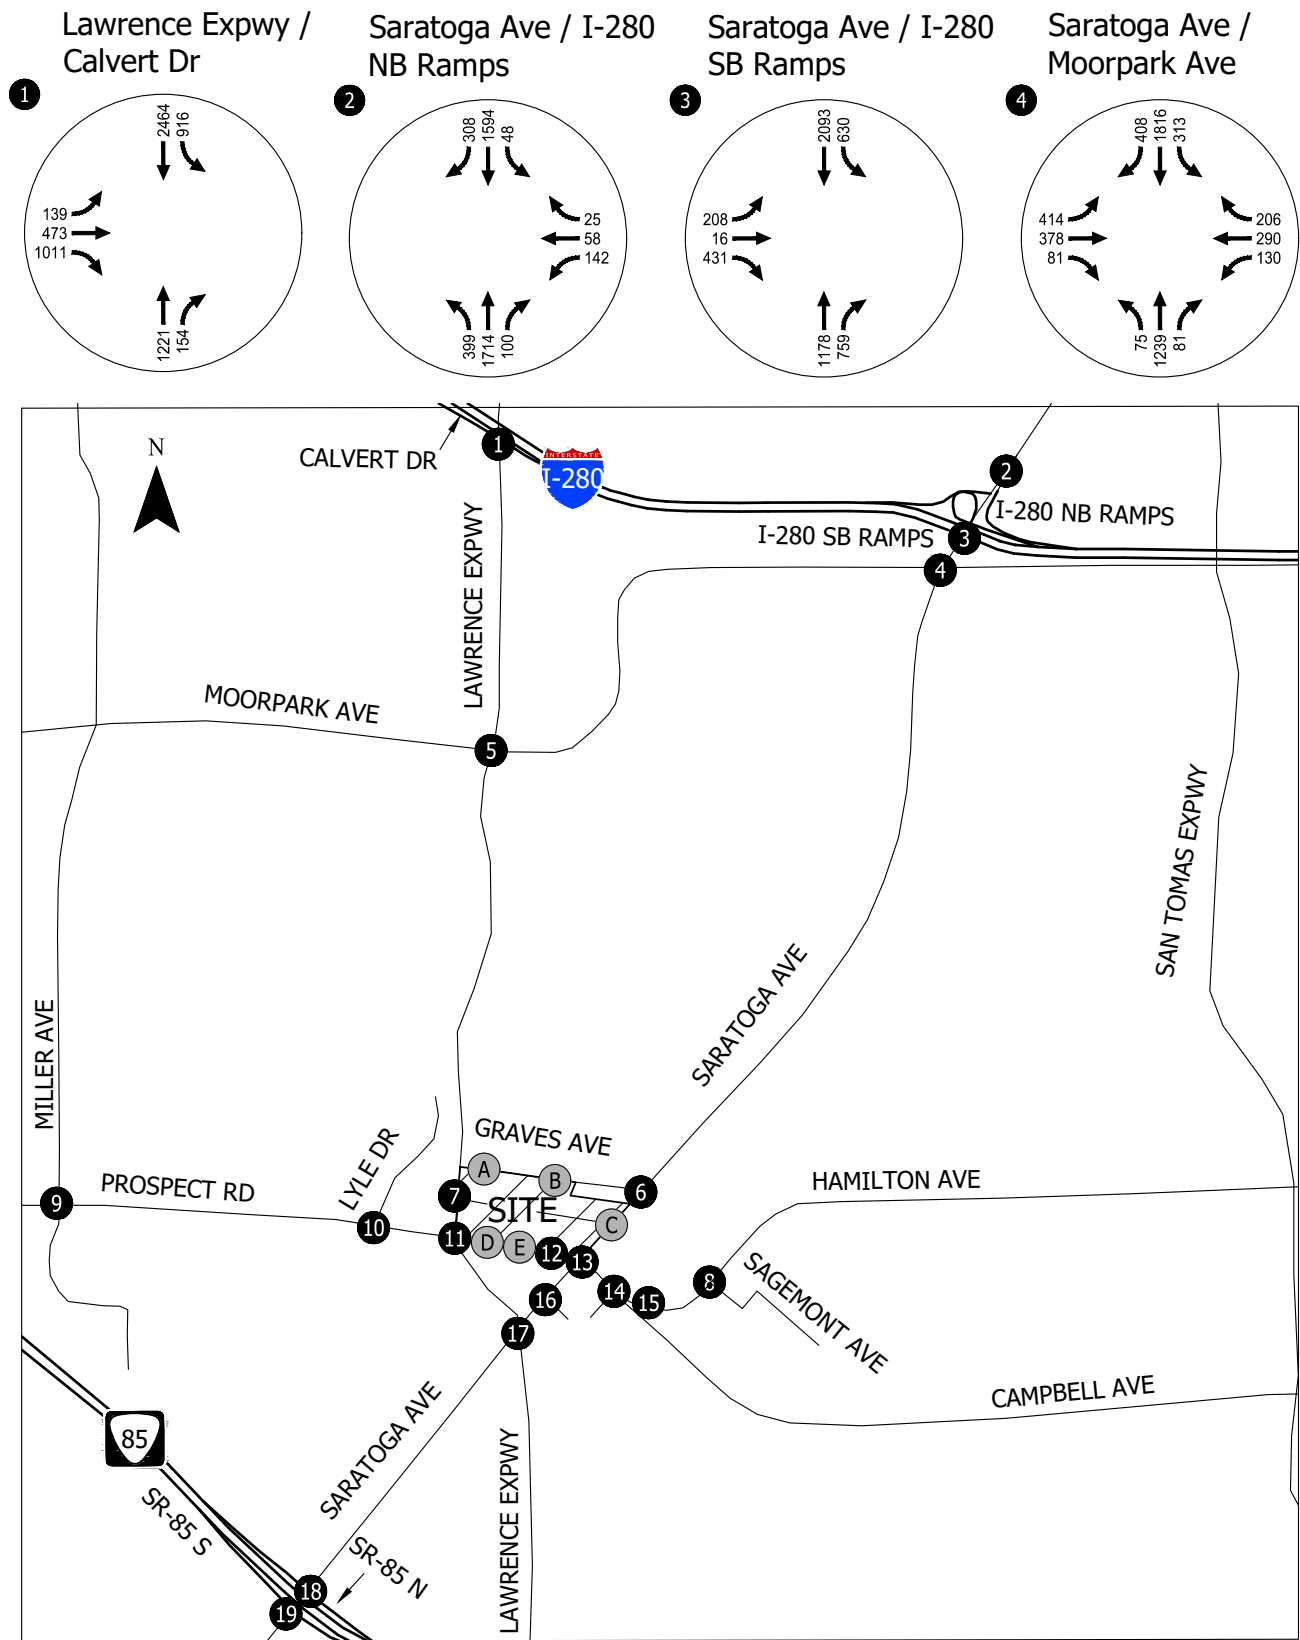 Lawrence Expwy /
Calvert Dr
Saratoga Ave / I-280
NB Ramps
Saratoga Ave / I-280
SB Ramps
Saratoga Ave /
Moorpark Ave
1
2464
916
139
473
1011
1221
154
2
308
1594
48
25
58
142
399
1714
100
3
2093
630
208
16
431
1178
759
4
408
1816
313
414
378
81
206
290
130
75
1239
81
N
CALVERT DR
1
INTERSTATE
I-280
2
I-280 NB RAMPS
I-280 SB RAMPS
3
4
LAWRENCE EXPWY
MOORPARK AVE
5
SAN TOMAS EXPWY
SARATOGA AVE
MILLER AVE
GRAVES AVE
LYLE DR
A
B
PROSPECT RD
HAMILTON AVE
9
7
6
SITE
C
10
11
D
E
12
13
8
SAGEMONT AVE
14
15
16
17
CAMPBELL AVE
85
SARATOGA AVE
LAWRENCE EXPWY
SR-85 S
SR-85 N
18
19